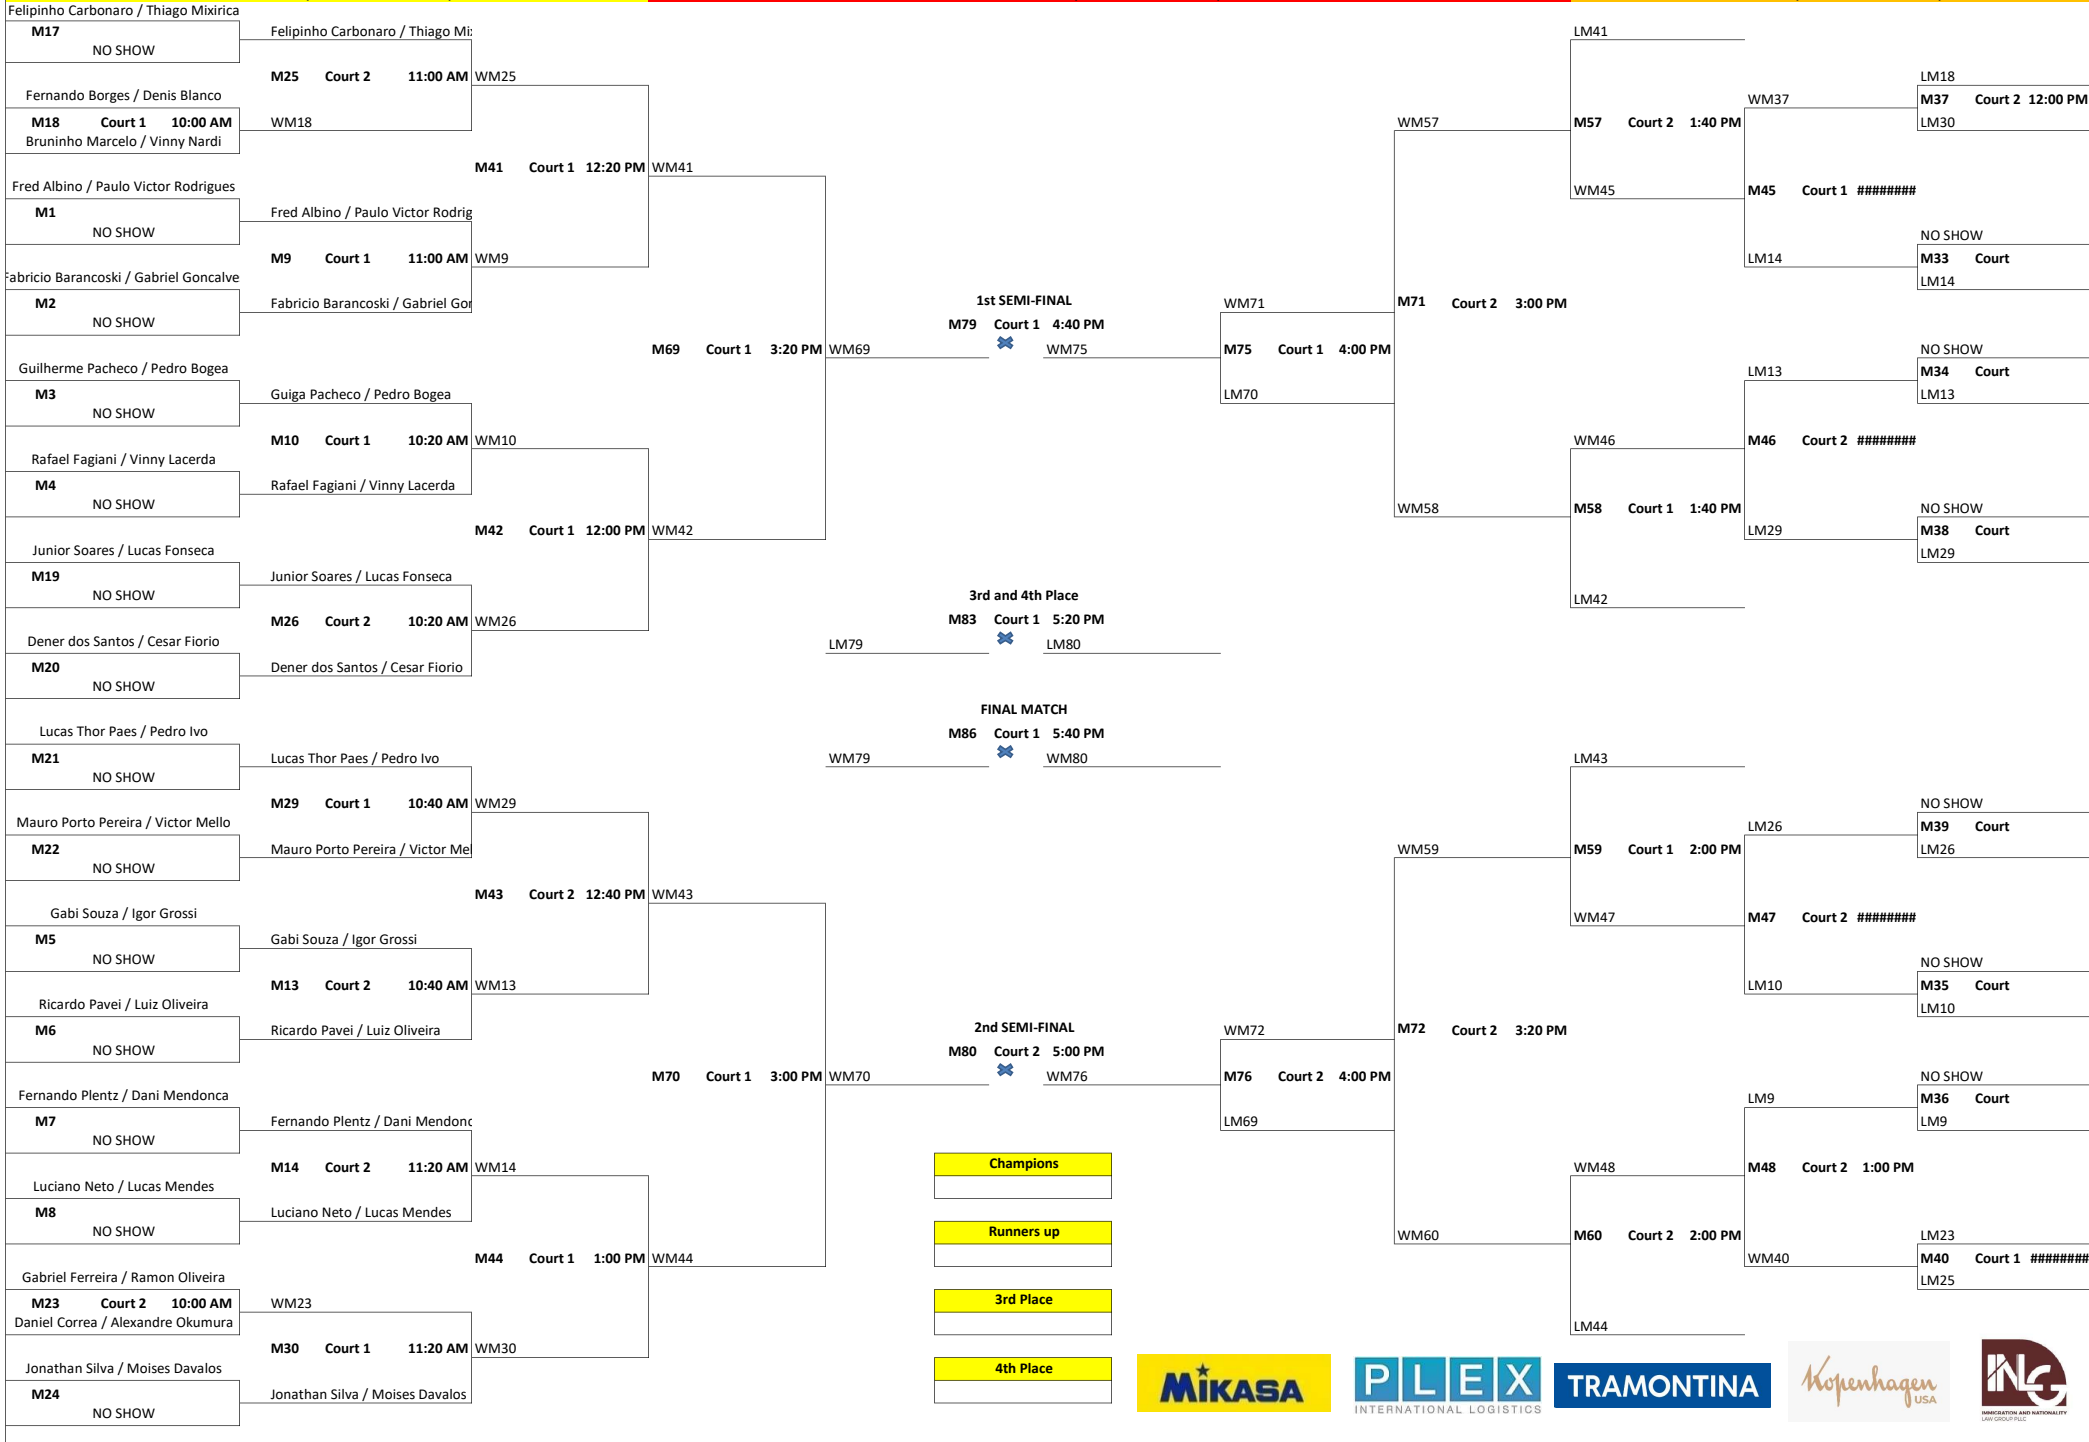 Felipinho Carbonaro / Thiago Mixirica
M17
NO SHOW
Fernando Borges / Denis Blanco
M18 Court 1 10:00 AM
Bruninho Marcelo / Vinny Nardi
Fred Albino / Paulo Victor Rodrigues
M1
NO SHOW
Fabricio Barancoski / Gabriel Goncalve
M2
NO SHOW
Guilherme Pacheco / Pedro Bogea
M3
NO SHOW
Rafael Fagiani / Vinny Lacerda
M4
NO SHOW
Junior Soares / Lucas Fonseca
M19
NO SHOW
Dener dos Santos / Cesar Fiorio
M20
NO SHOW
Lucas Thor Paes / Pedro Ivo
M21
NO SHOW
Mauro Porto Pereira / Victor Mello
M22
NO SHOW
Gabi Souza / Igor Grossi
M5
NO SHOW
Ricardo Pavei / Luiz Oliveira
M6
NO SHOW
Fernando Plentz / Dani Mendonca
M7
NO SHOW
Luciano Neto / Lucas Mendes
M8
NO SHOW
Gabriel Ferreira / Ramon Oliveira
M23 Court 2 10:00 AM
Daniel Correa / Alexandre Okumura
Jonathan Silva / Moises Davalos
M24
NO SHOW
Felipinho Carbonaro / Thiago Mi
M25 Court 2 11:00 AM
WM18
Fred Albino / Paulo Victor Rodrig
M9 Court 1 11:00 AM
Fabricio Barancoski / Gabriel Gon
Guiga Pacheco / Pedro Bogea
M10 Court 1 10:20 AM
Rafael Fagiani / Vinny Lacerda
Junior Soares / Lucas Fonseca
M26 Court 2 10:20 AM
Dener dos Santos / Cesar Fiorio
Lucas Thor Paes / Pedro Ivo
M29 Court 1 10:40 AM
Mauro Porto Pereira / Victor Mel
Gabi Souza / Igor Grossi
M13 Court 2 10:40 AM
Ricardo Pavei / Luiz Oliveira
Fernando Plentz / Dani Mendonc
M14 Court 2 11:20 AM
Luciano Neto / Lucas Mendes
WM23
M30 Court 1 11:20 AM
Jonathan Silva / Moises Davalos
WM25
M41 Court 1 12:20 PM
WM9
WM10
M42 Court 1 12:00 PM
WM26
WM29
M43 Court 2 12:40 PM
WM13
WM14
M44 Court 1 1:00 PM
WM30
WM41
M69 Court 1 3:20 PM
WM42
WM43
M70 Court 1 3:00 PM
WM44
1st SEMI-FINAL
M79 Court 1 4:40 PM
WM69 WM75
3rd and 4th Place
M83 Court 1 5:20 PM
LM79 LM80
FINAL MATCH
M86 Court 1 5:40 PM
WM79 WM80
2nd SEMI-FINAL
M80 Court 2 5:00 PM
WM70 WM76
Champions
Runners up
3rd Place
4th Place
WM71
M75 Court 1 4:00 PM
LM70
WM72
M76 Court 2 4:00 PM
LM69
WM57
M71 Court 2 3:00 PM
WM58
WM59
M72 Court 2 3:20 PM
WM60
LM41
M57 Court 2 1:40 PM
WM45
WM46
M58 Court 1 1:40 PM
LM42
LM43
M59 Court 1 2:00 PM
WM47
WM48
M60 Court 2 2:00 PM
LM44
WM37
M45 Court 1 ########
LM14
LM13
M46 Court 2 ########
LM29
LM26
M47 Court 2 ########
LM10
LM9
M48 Court 2 1:00 PM
WM40
LM18
M37 Court 2 12:00 PM
LM30
NO SHOW
M33 Court
LM14
NO SHOW
M34 Court
LM13
NO SHOW
M38 Court
LM29
NO SHOW
M39 Court
LM26
NO SHOW
M35 Court
LM10
NO SHOW
M36 Court
LM9
LM23
M40 Court 1 ########
LM25
MIKASA
PLEX
INTERNATIONAL LOGISTICS
TRAMONTINA
Kopenhagen
USA
INLG
IMMIGRATION AND NATIONALITY
LAW GROUP PLLC